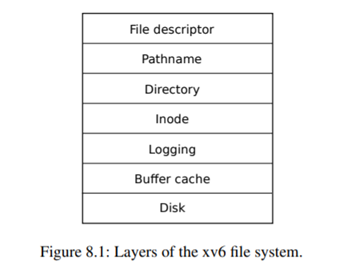 File descriptor
Pathname
Directory
Inode
Logging
Buffer cache
Disk
Figure 8.1: Layers of the xv6 file system.